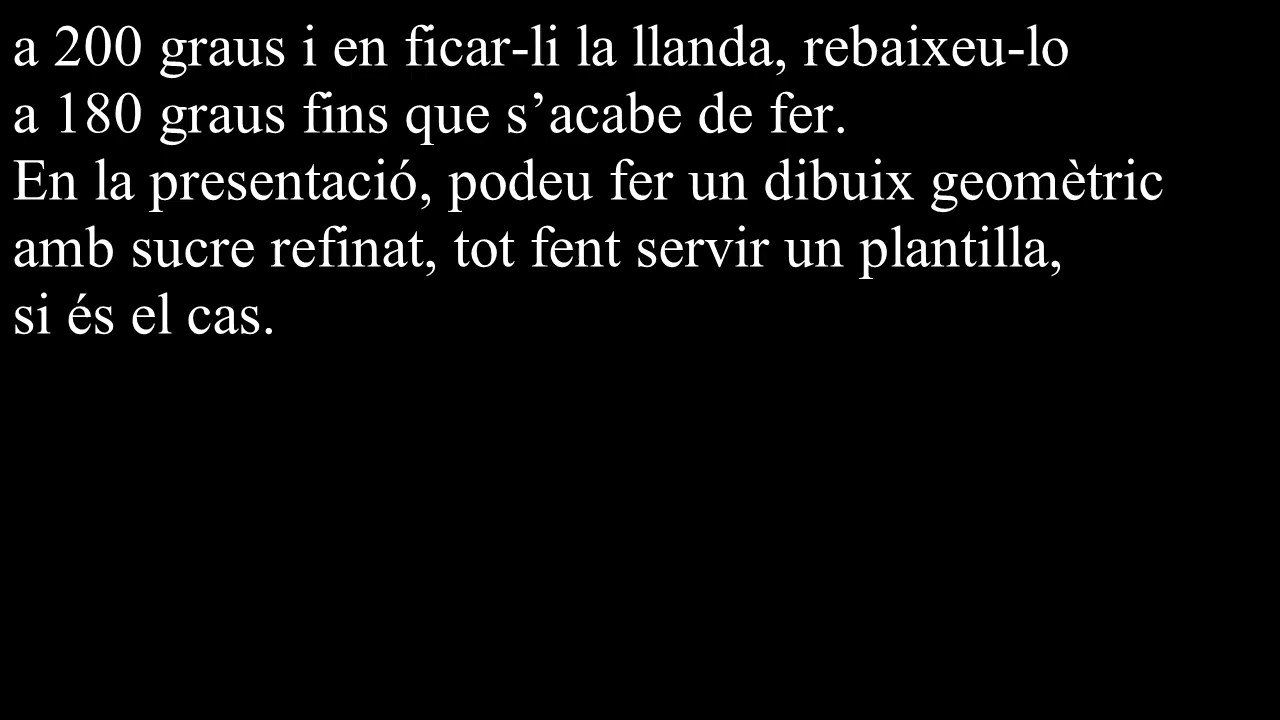 a 200 graus i en ficar-li la llanda, rebaixeu-lo
a 180 graus fins que s’acabe de fer.
En la presentació, podeu fer un dibuix geomètric
amb sucre refinat, tot fent servir un plantilla,
si és el cas.